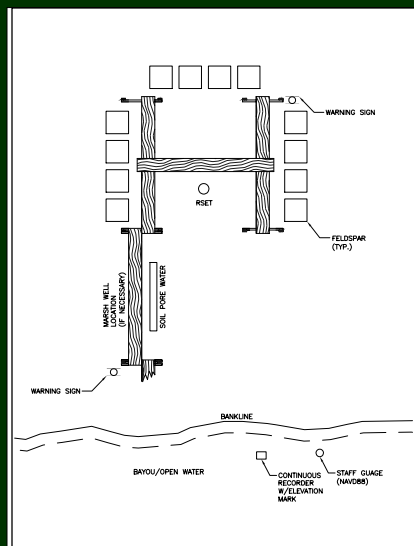 WARNING SIGN
RSET
FELDSPAR
(TYP.)
MARSH WELL
LOCATION
(IF NECESSARY)
SOIL PORE WATER
WARNING SIGN
BANKLINE
BAYOU/OPEN WATER
CONTINUOUS
RECORDER
W/ELEVATION
MARK
STAFF GUAGE
(NAVD88)